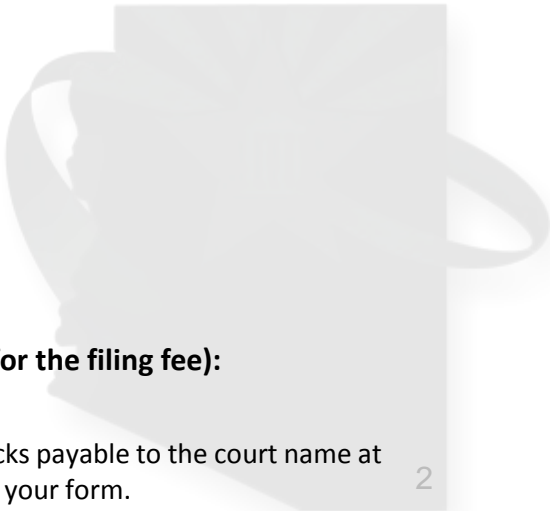 or the filing fee):
cks payable to the court name at
your form.
2